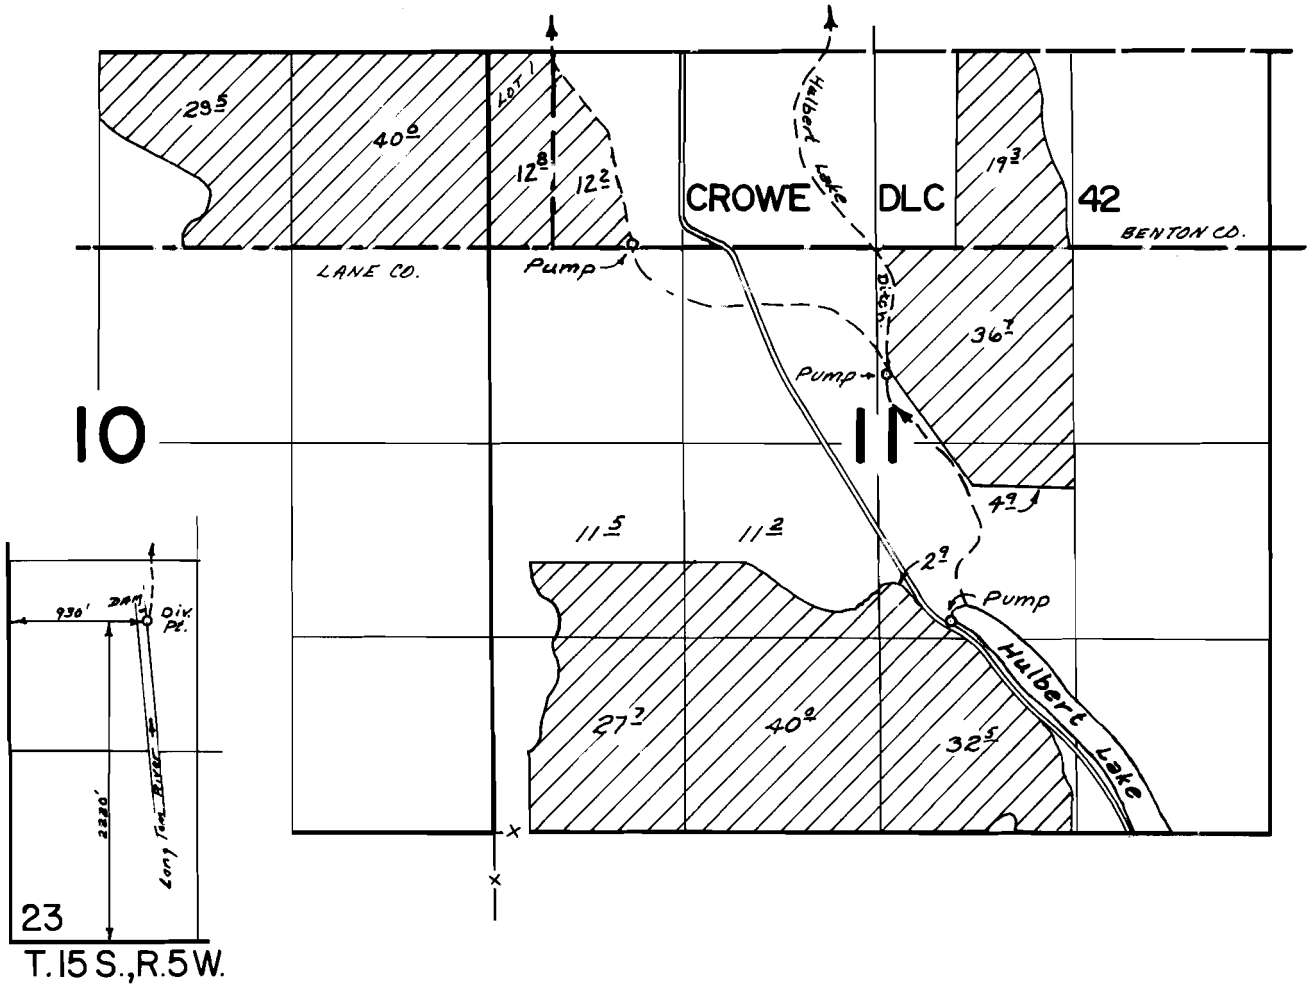 LOT 1
29 5
40 0
12 8
12 2
Hulbert Lake
19 3
CROWE DLC 42
BENTON CO.
LANE CO.
Pump
Ditch
36 7
Pump
10
11
4 9
11 5
11 2
2 9
Pump
930'
DAM
Div.
Pt.
Hulbert Lake
27 7
40 0
32 5
2220'
Long Tom River
23
T. 15 S., R. 5 W.